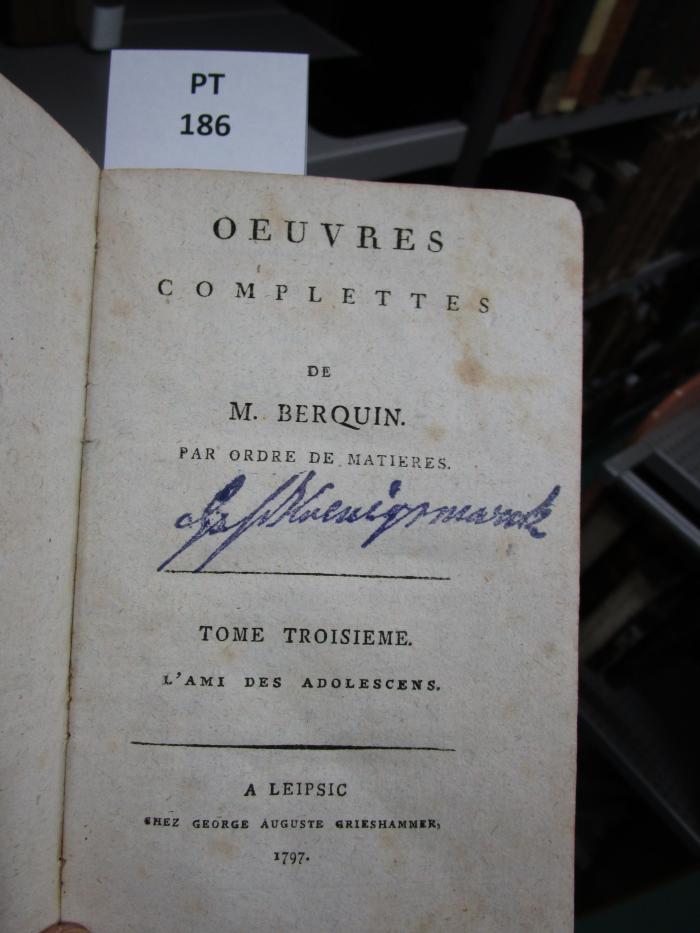 PT
186
OEUVRES
COMPLETTES
DE
M. BERQUIN.
PAR ORDRE DE MATIERES.
Koenigsmarck
TOME TROISIEME.
L'AMI DES ADOLESCENS.
A LEIPSIC
CHEZ GEORGE AUGUSTE GRIESHAMMER,
1797.